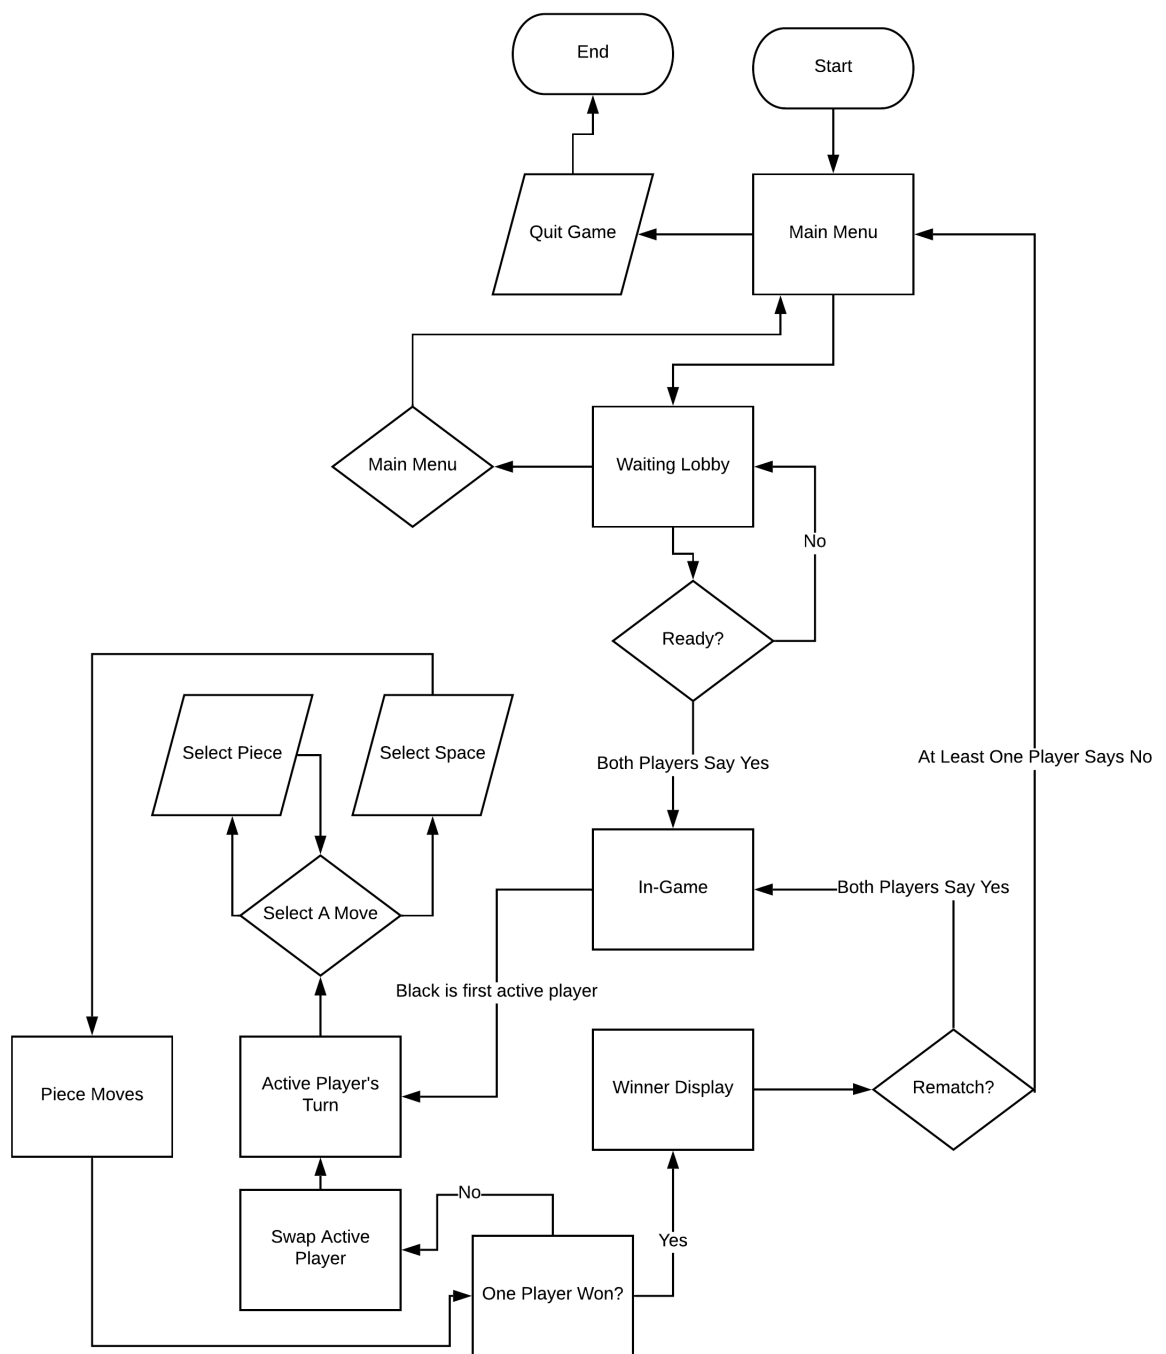 End
Start
Quit Game
Main Menu
Main Menu
Waiting Lobby
No
Ready?
Select Piece
Select Space
Both Players Say Yes
At Least One Player Says No
In-Game
Both Players Say Yes
Select A Move
Black is first active player
Piece Moves
Active Player's
Turn
Winner Display
Rematch?
No
Swap Active
Player
Yes
One Player Won?